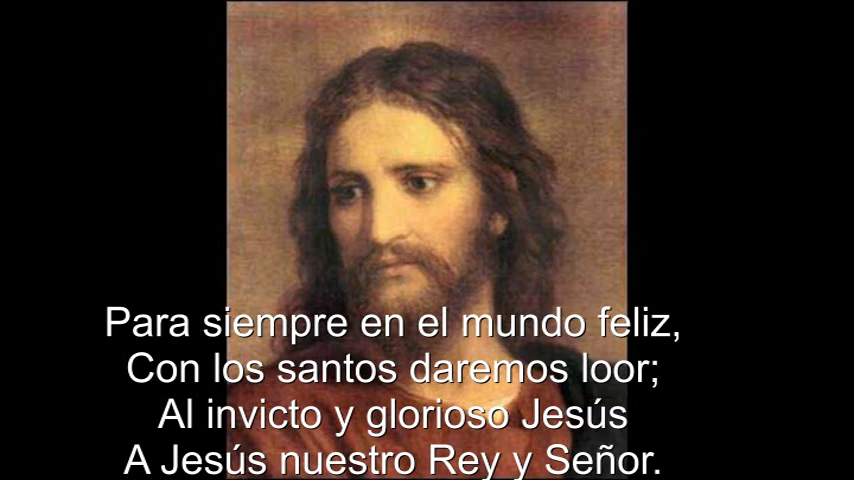 Para siempre en el mundo feliz,
Con los santos daremos loor;
Al invicto y glorioso Jesús
A Jesús nuestro Rey y Señor.